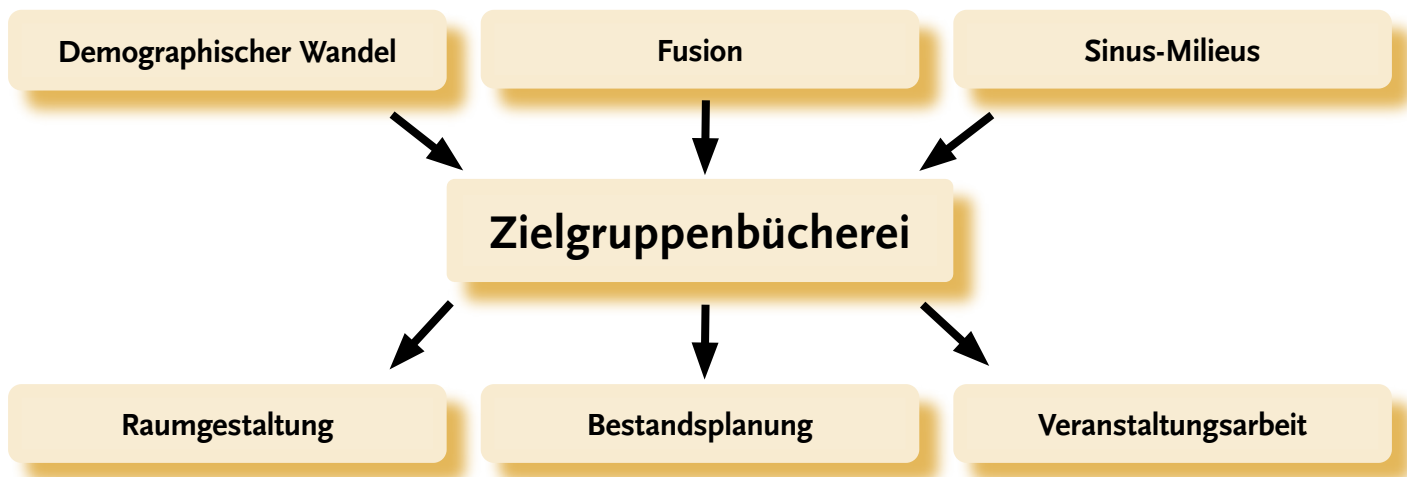 Demographischer Wandel
Fusion
Sinus-Milieus
Zielgruppenbücherei
Raumgestaltung
Bestandsplanung
Veranstaltungsarbeit